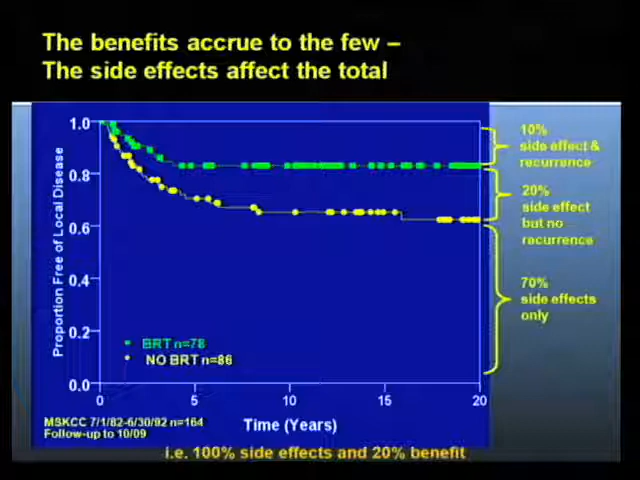 The benefits accrue to the few –
The side effects affect the total
1.0
0.8
0.6
0.4
0.2
0.0
Proportion Free of Local Disease
BRT n=78
NO BRT n=86
0
5
10
15
20
Time (Years)
MSKCC 7/1/82-6/30/92 n=164
Follow-up to 10/09
10%
side effect &
recurrence
20%
side effect
but no
recurrence
70%
side effects
only
i.e. 100% side effects and 20% benefit